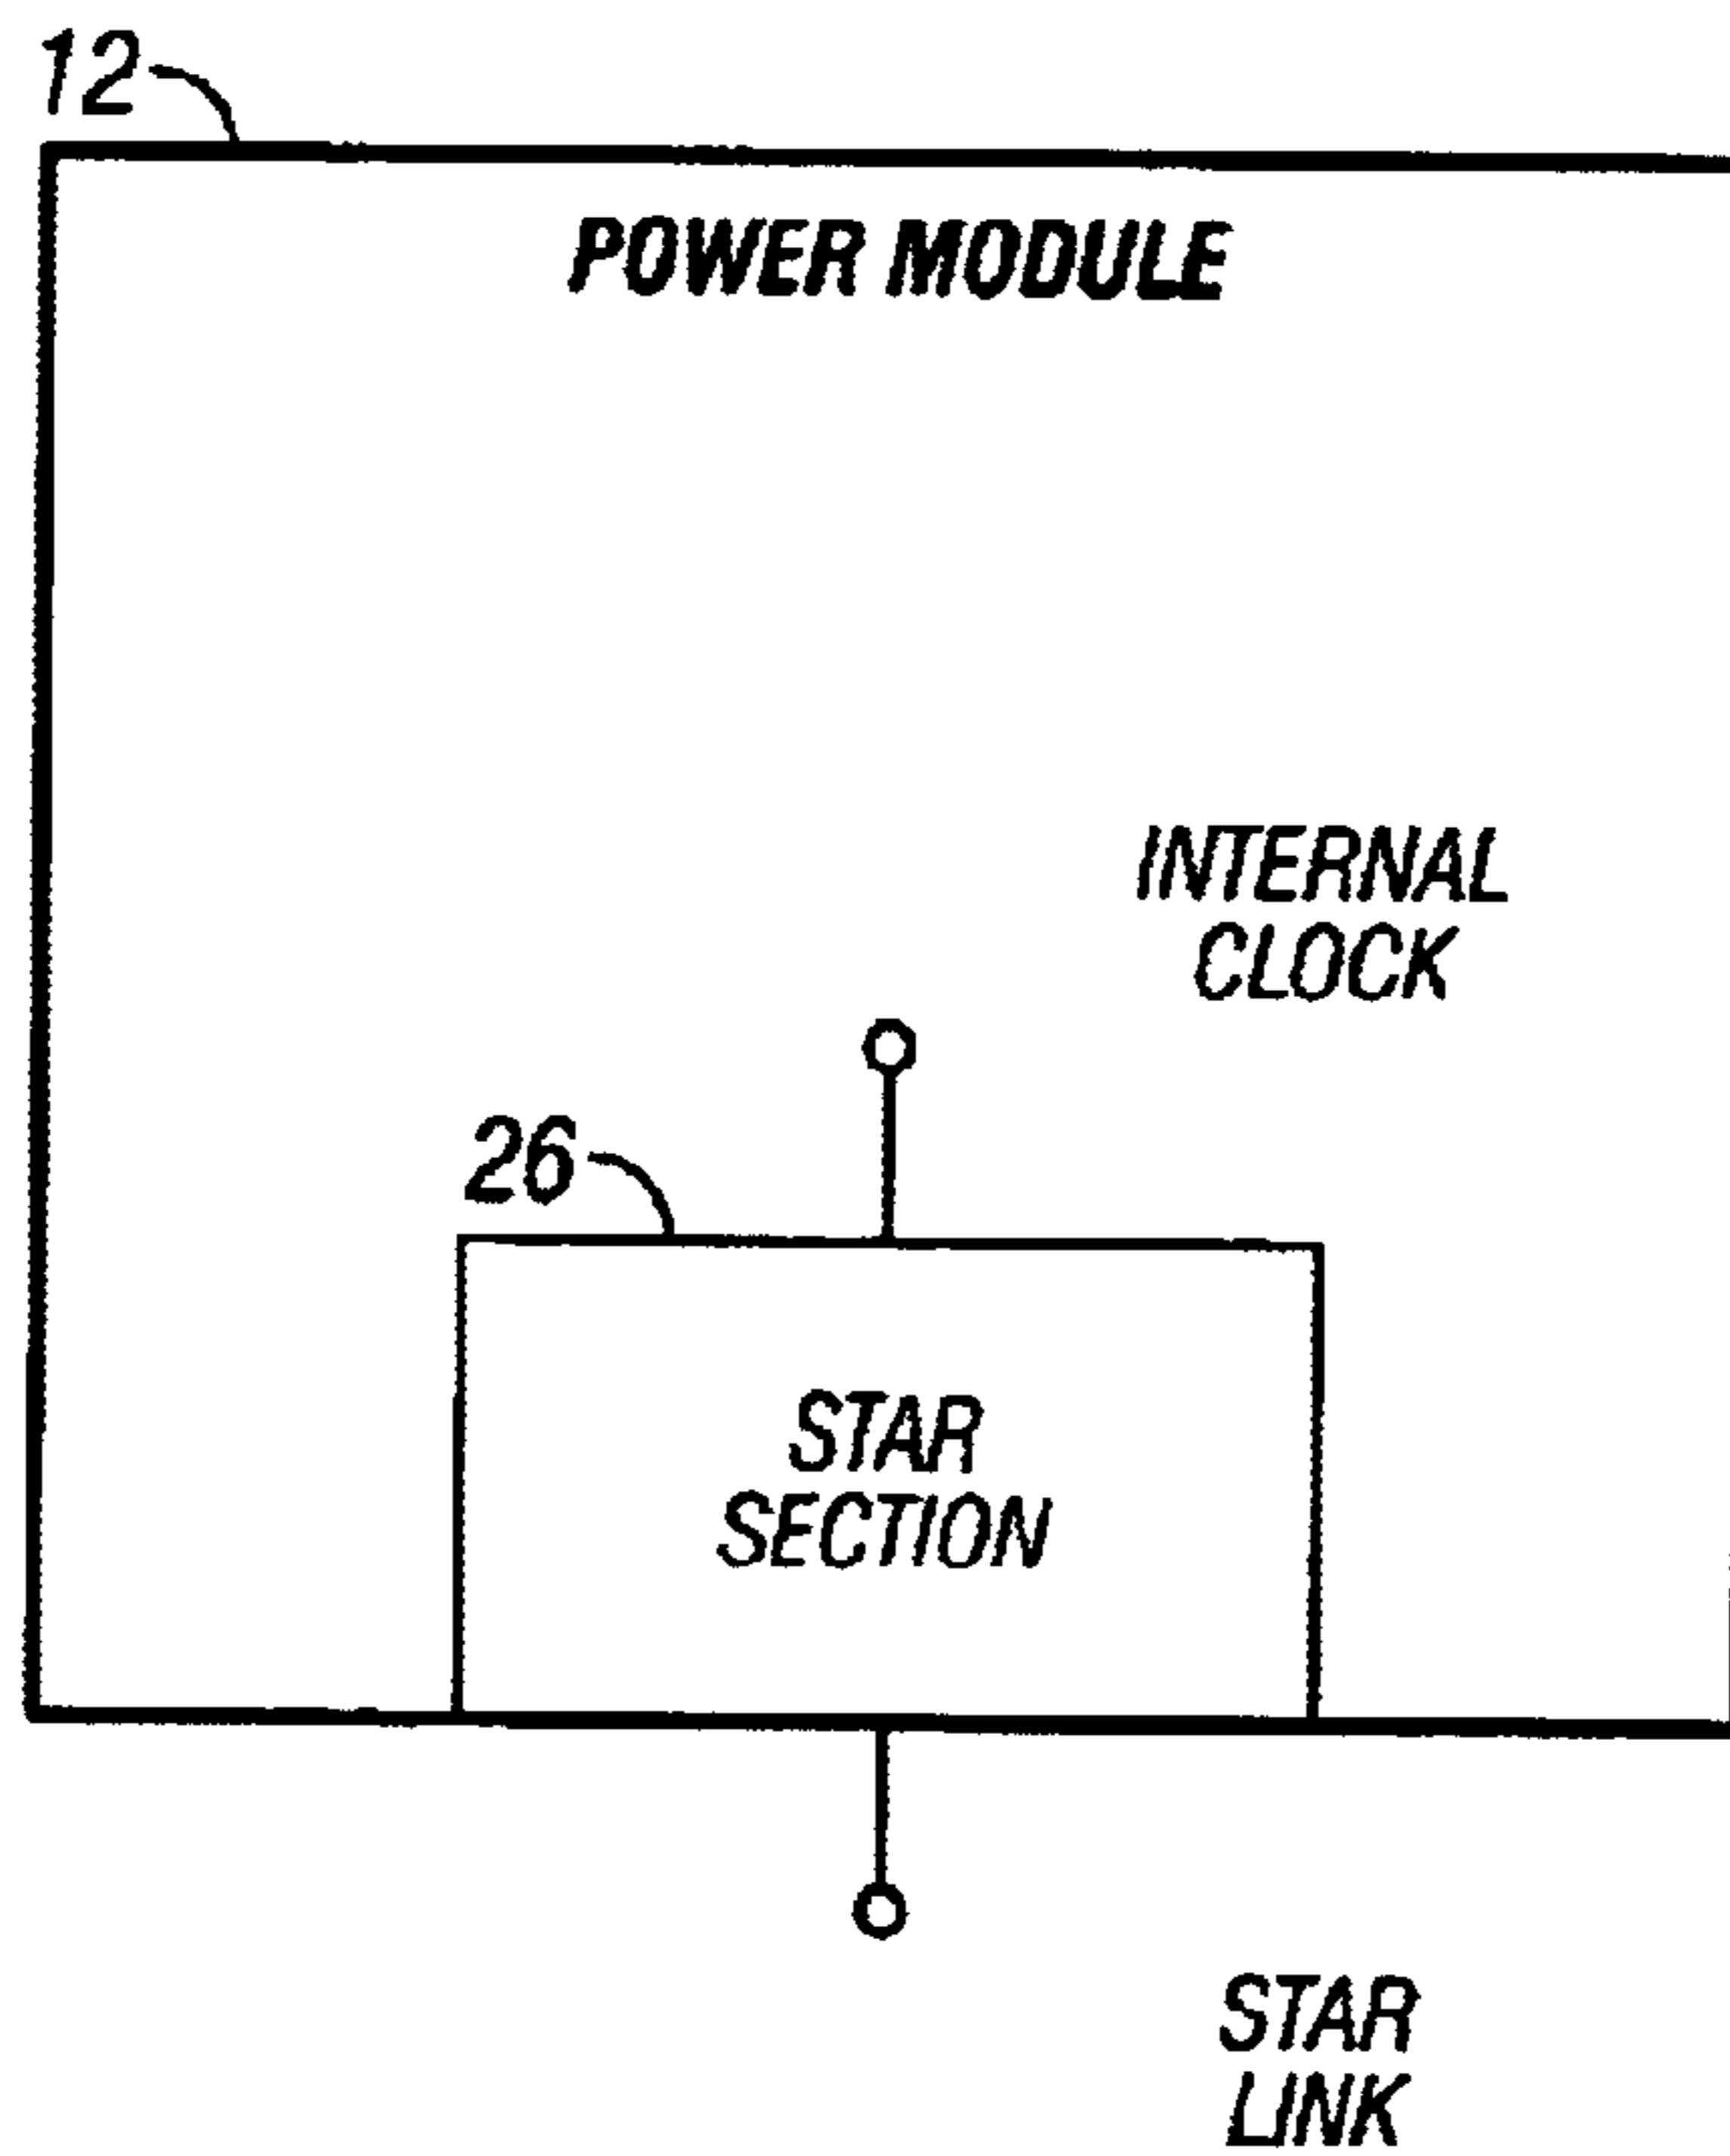 12
POWER MODULE
INTERNAL
CLOCK
26
STAR
SECTION
STAR
LINK